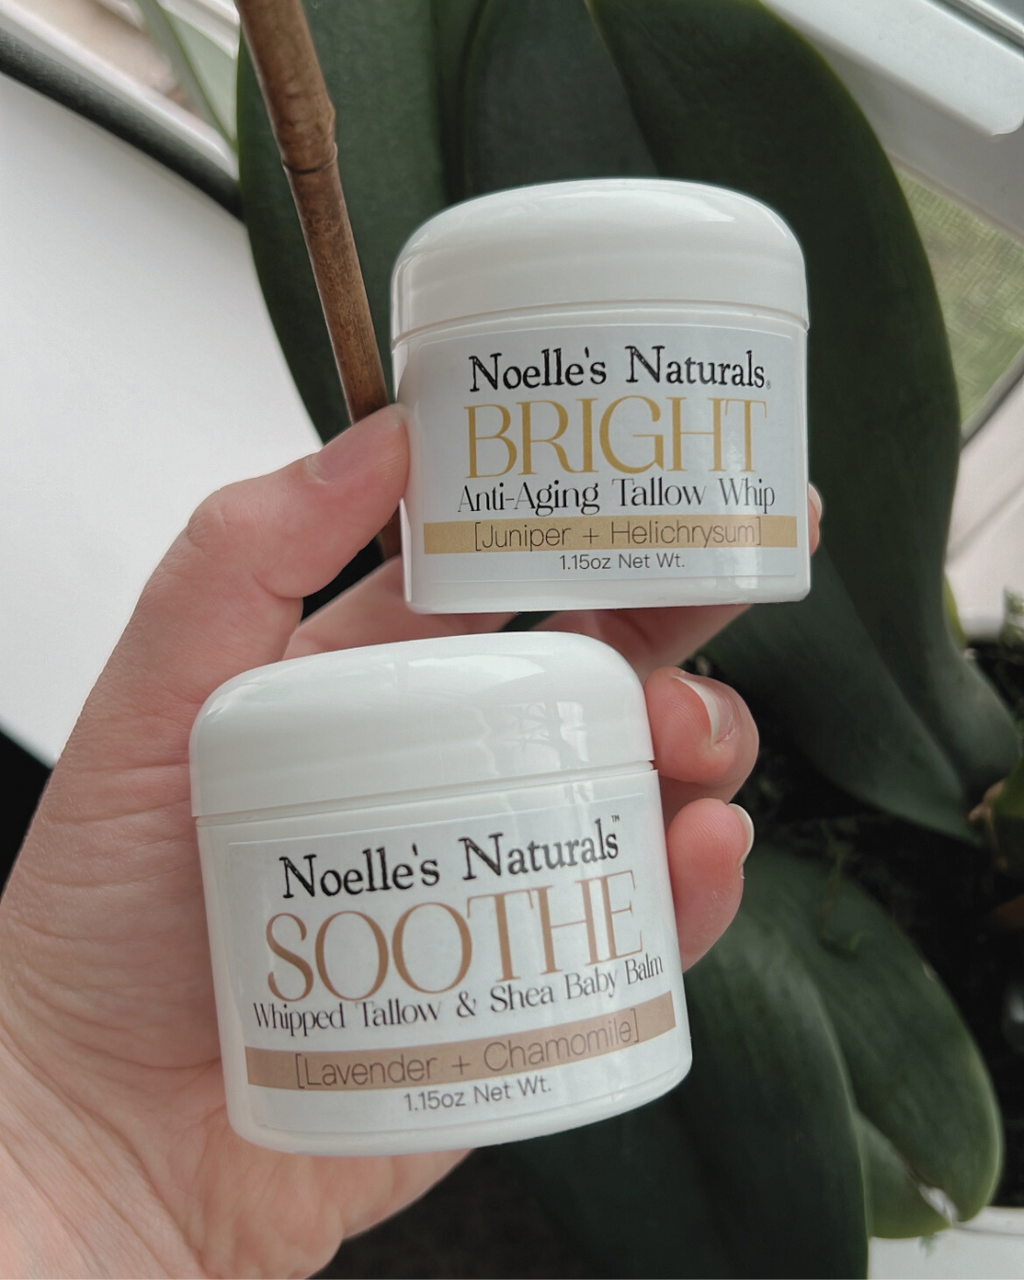 Noelle's Naturals®
BRIGHT
Anti-Aging Tallow Whip
[Juniper + Helichrysum]
1.15oz Net Wt.
Noelle's Naturals™
SOOTHE
Whipped Tallow & Shea Baby Balm
[Lavender + Chamomile]
1.15oz Net Wt.